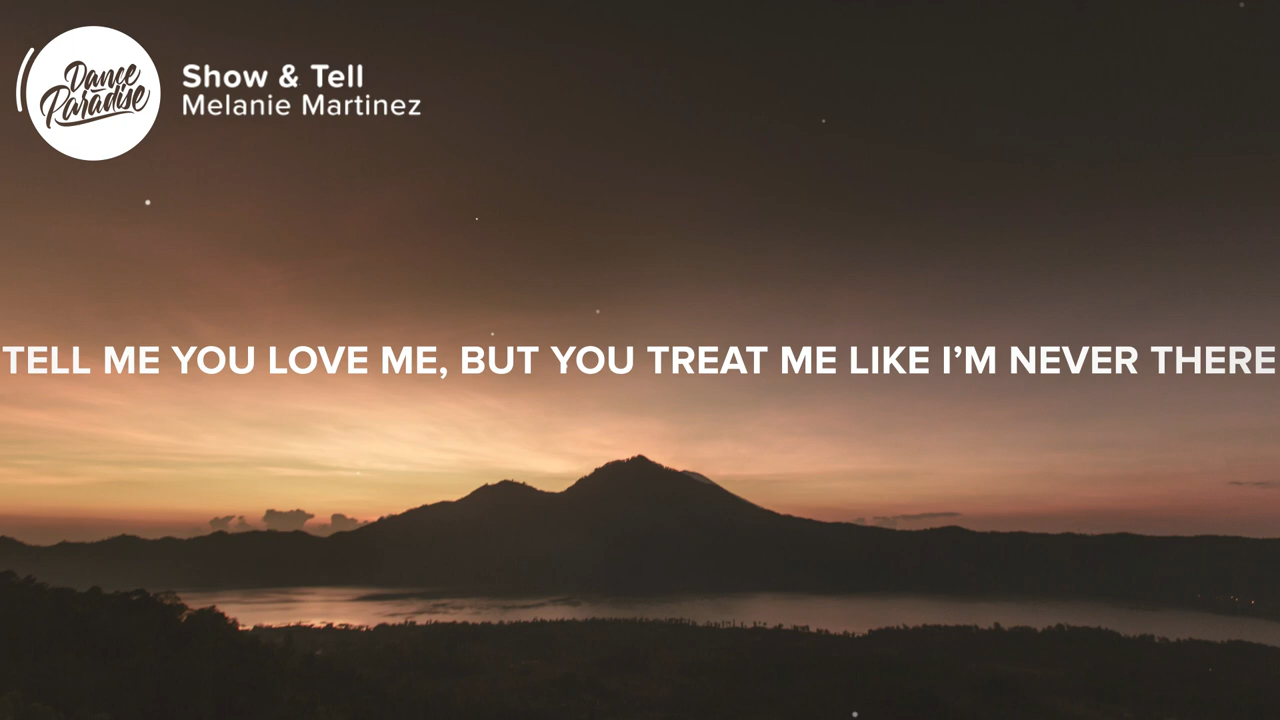 Dance
Paradise
Show & Tell
Melanie Martinez
TELL ME YOU LOVE ME, BUT YOU TREAT ME LIKE I’M NEVER THERE